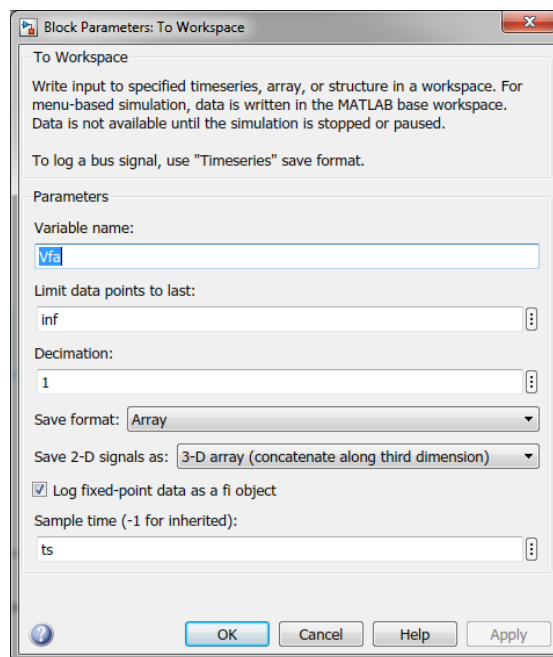 Block Parameters: To Workspace
To Workspace
Write input to specified timeseries, array, or structure in a workspace. For
menu-based simulation, data is written in the MATLAB base workspace.
Data is not available until the simulation is stopped or paused.
To log a bus signal, use "Timeseries" save format.
Parameters
Variable name:
Vfa
Limit data points to last:
inf
Decimation:
1
Save format: Array
Save 2-D signals as: 3-D array (concatenate along third dimension)
Log fixed-point data as a fi object
Sample time (-1 for inherited):
ts
OK Cancel Help Apply